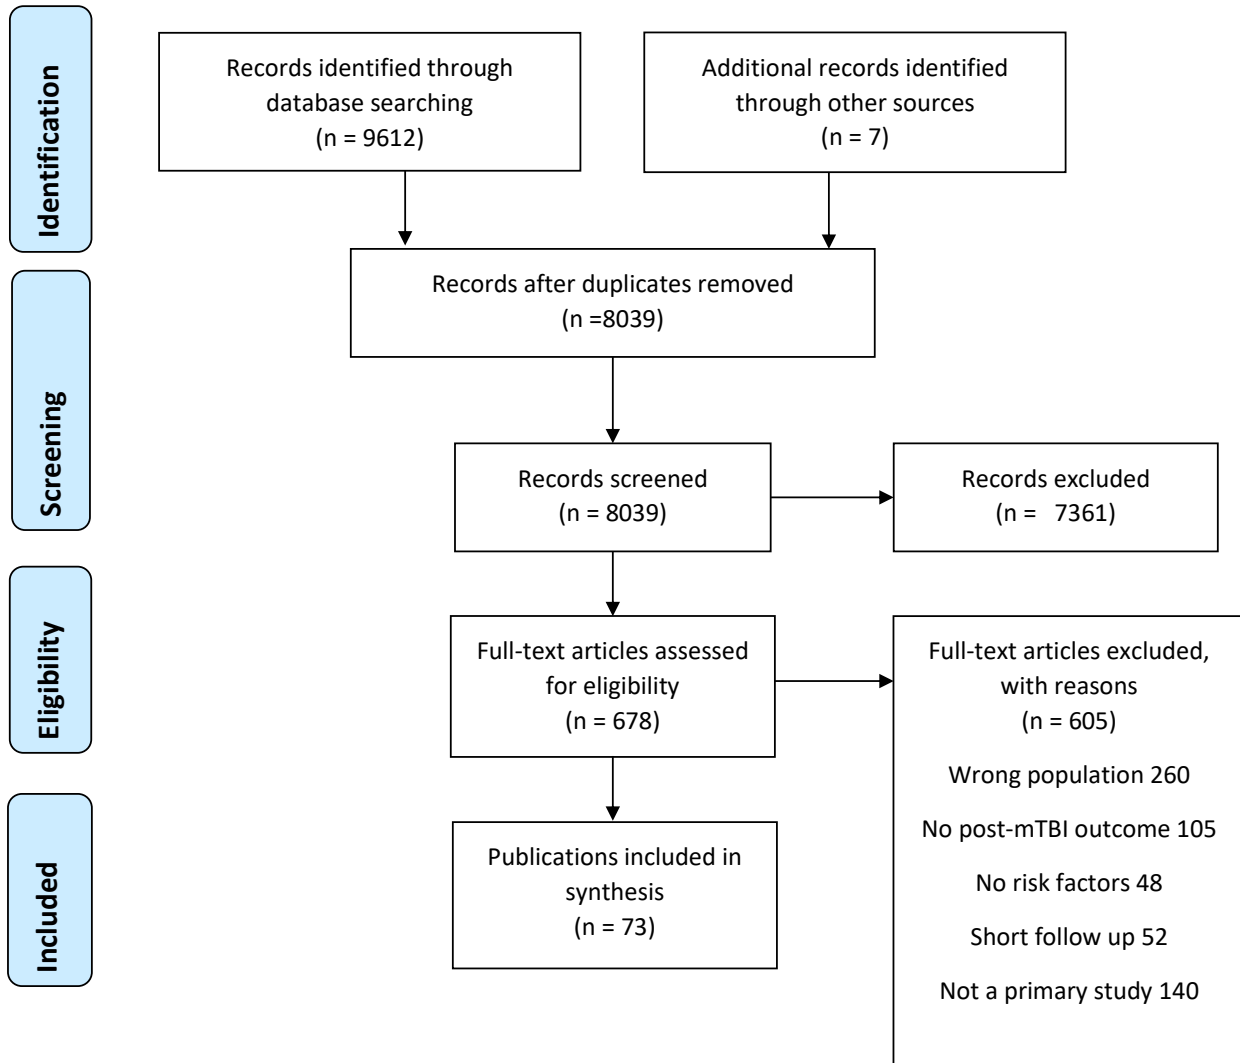 Identification
Records identified through
database searching
(n = 9612)
Additional records identified
through other sources
(n = 7)
Records after duplicates removed
(n =8039)
Screening
Records screened
(n = 8039)
Records excluded
(n =   7361)
Eligibility
Full-text articles assessed
for eligibility
(n = 678)
Full-text articles excluded,
with reasons
(n = 605)
Wrong population 260
No post-mTBI outcome 105
No risk factors 48
Short follow up 52
Not a primary study 140
Included
Publications included in
synthesis
(n = 73)